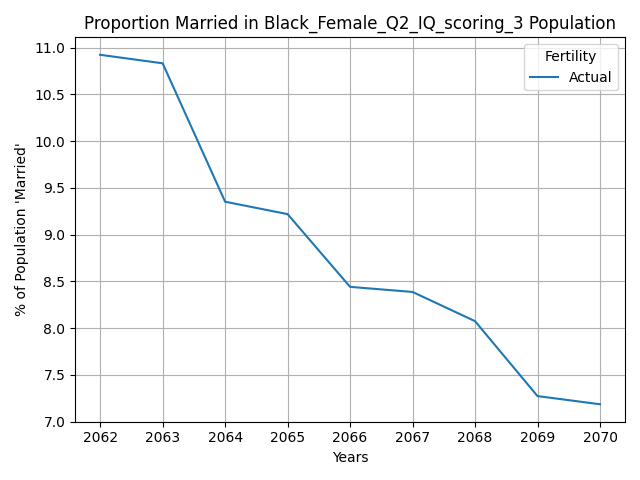 Proportion Married in Black_Female_Q2_IQ_scoring_3 Population
Fertility
Actual
11.0
10.5
10.0
9.5
9.0
8.5
8.0
7.5
7.0
% of Population 'Married'
2062 2063 2064 2065 2066 2067 2068 2069 2070
Years